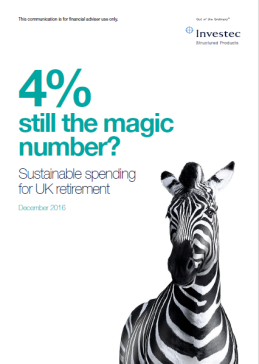 This communication is for financial adviser use only.
Out of the Ordinary®
Investec
Structured Products
4%
still the magic
number?
Sustainable spending
for UK retirement
December 2016